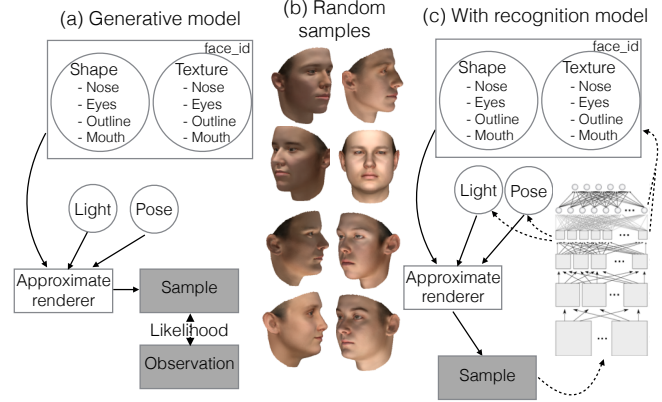 (a) Generative model
face_id
Shape
- Nose
- Eyes
- Outline
- Mouth
Texture
- Nose
- Eyes
- Outline
- Mouth
Light
Pose
Approximate
renderer
Sample
Likelihood
Observation
(b) Random
samples
(c) With recognition model
face_id
Shape
- Nose
- Eyes
- Outline
- Mouth
Texture
- Nose
- Eyes
- Outline
- Mouth
Light
Pose
Approximate
renderer
Sample
...
...
...
...